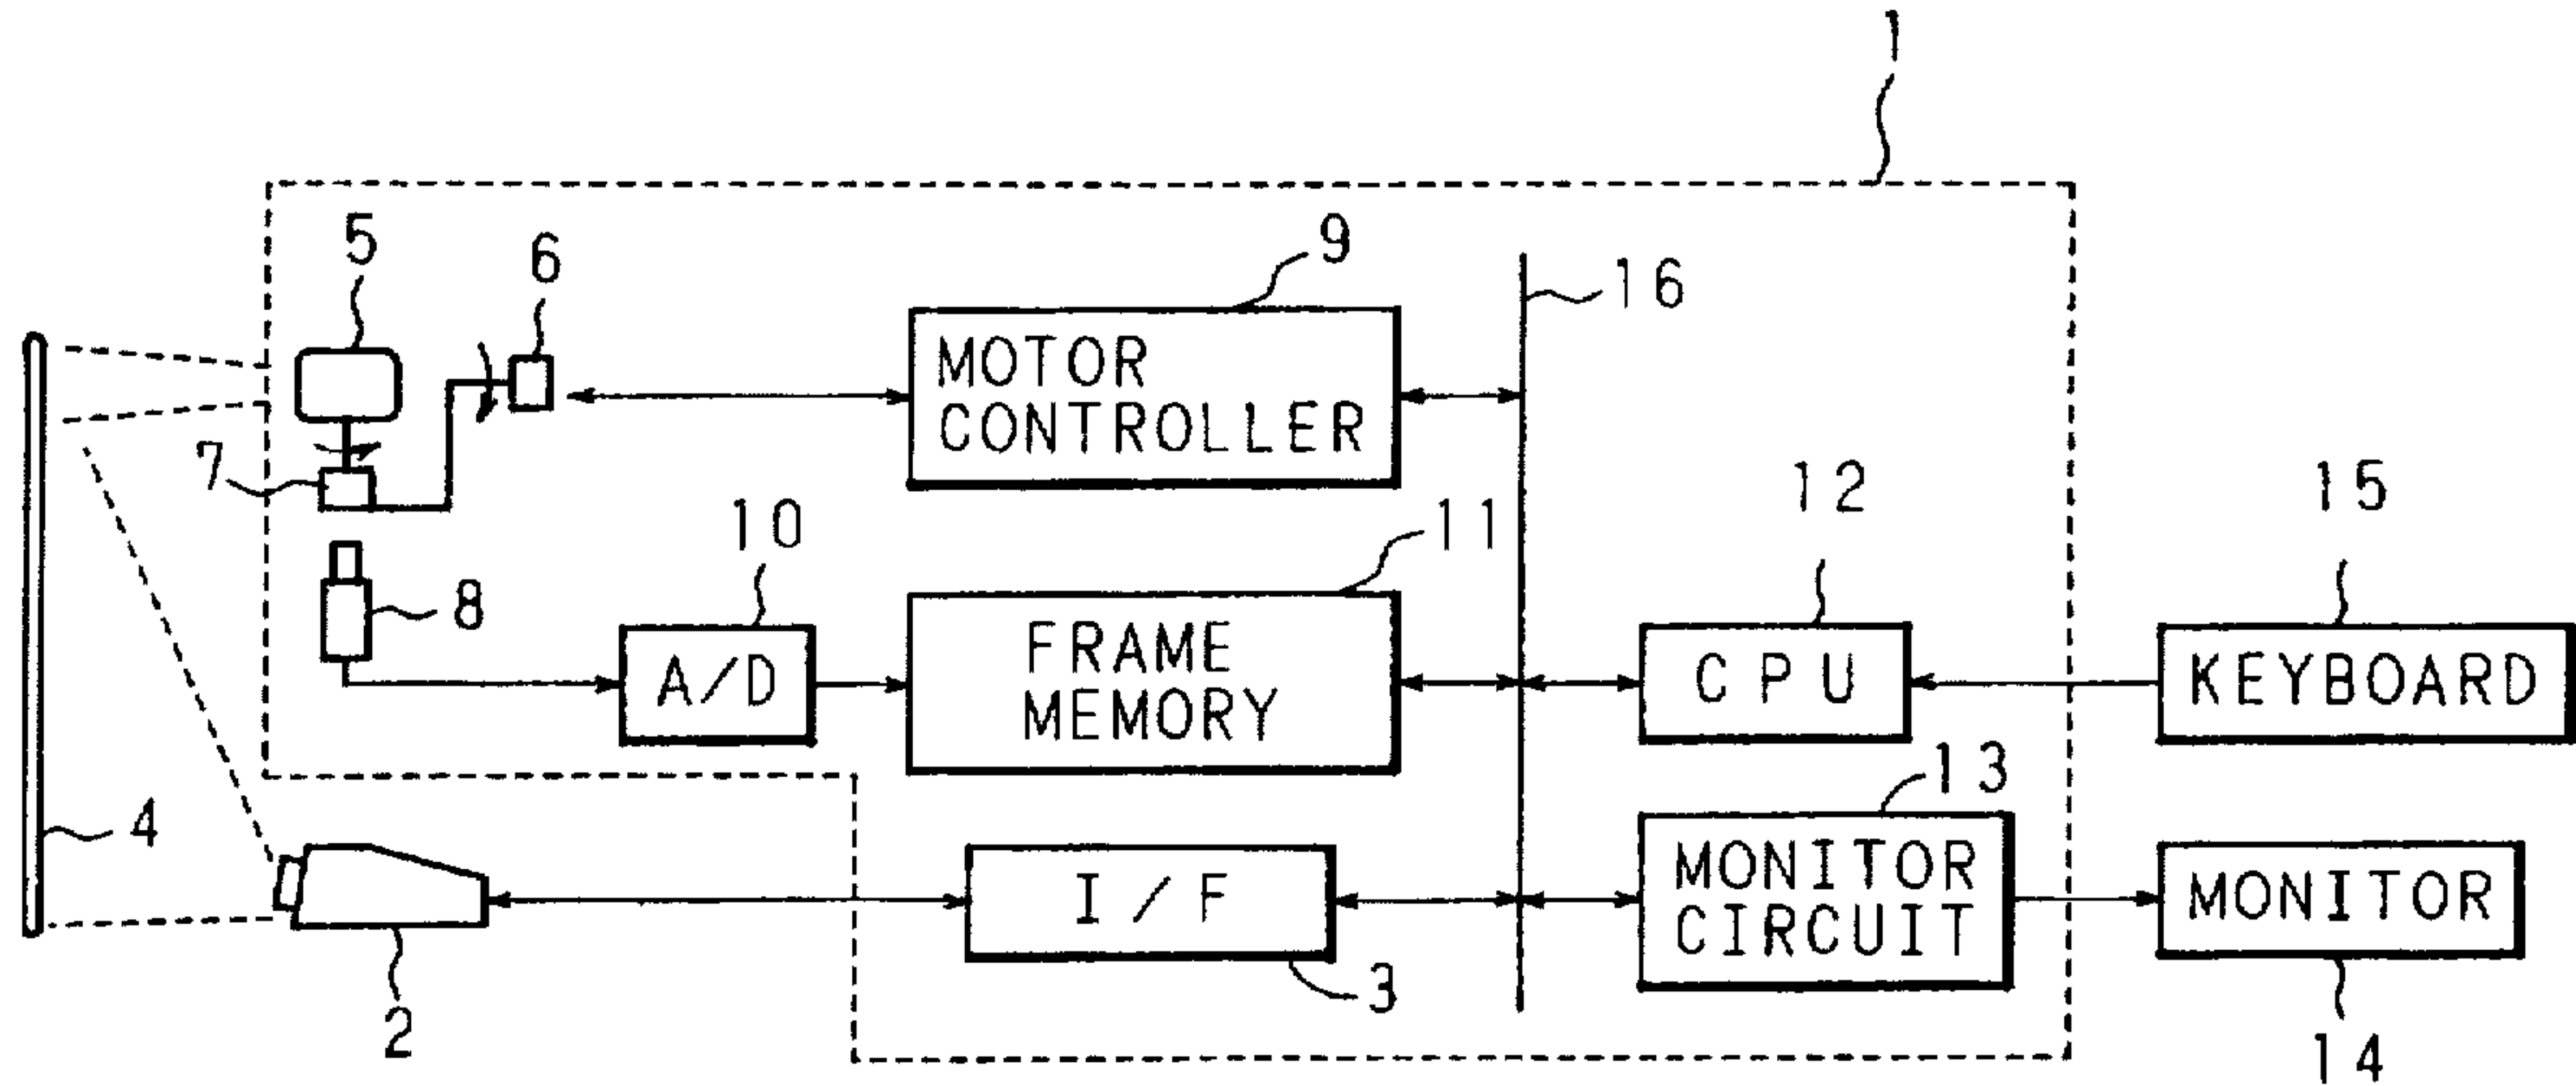 1
5
6
9
16
MOTOR
CONTROLLER
7
10
11
12
15
8
A/D
FRAME
MEMORY
CPU
KEYBOARD
13
4
I/F
MONITOR
CIRCUIT
MONITOR
2
3
14